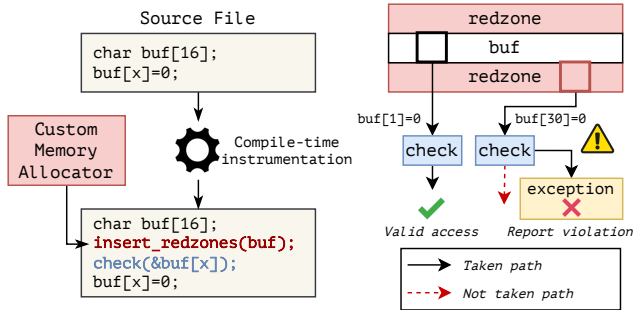 Source File
char buf[16];
buf[x]=0;
Custom
Memory
Allocator
Compile-time
instrumentation
char buf[16];
insert_redzones(buf);
check(&buf[x]);
buf[x]=0;
redzone
buf
redzone
buf[1]=0
buf[30]=0
check
check
exception
Valid access
Report violation
Taken path
Not taken path